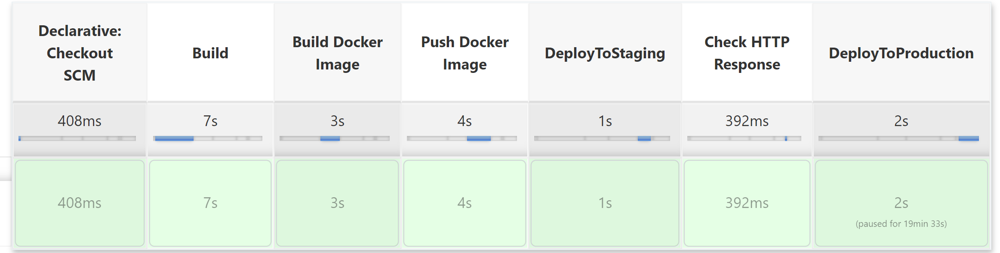 Declarative:
Checkout
SCM
Build
Build Docker
Image
Push Docker
Image
DeployToStaging
Check HTTP
Response
DeployToProduction
408ms
7s
3s
4s
1s
392ms
2s
408ms
7s
3s
4s
1s
392ms
2s
(paused for 19min 33s)